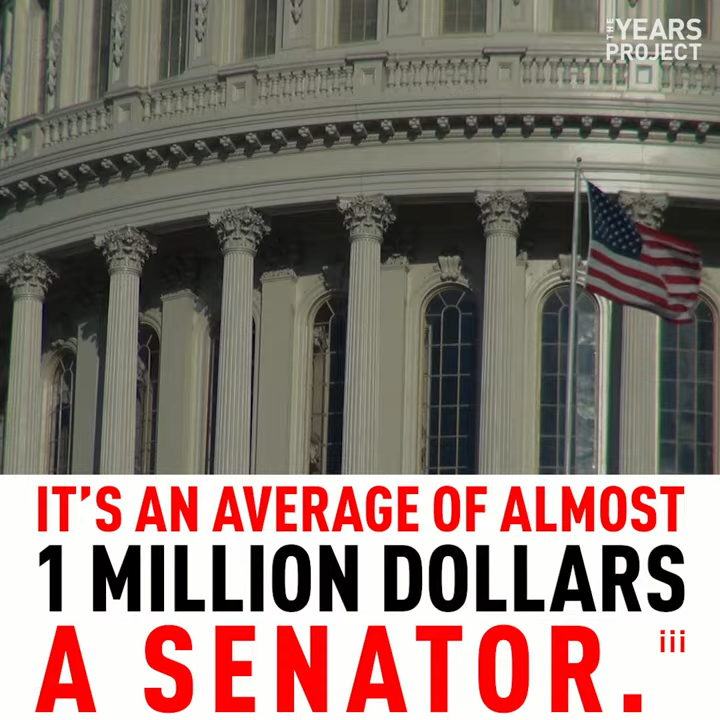 THE YEARS
PROJECT
IT'S AN AVERAGE OF ALMOST
1 MILLION DOLLARS
A SENATOR. iii